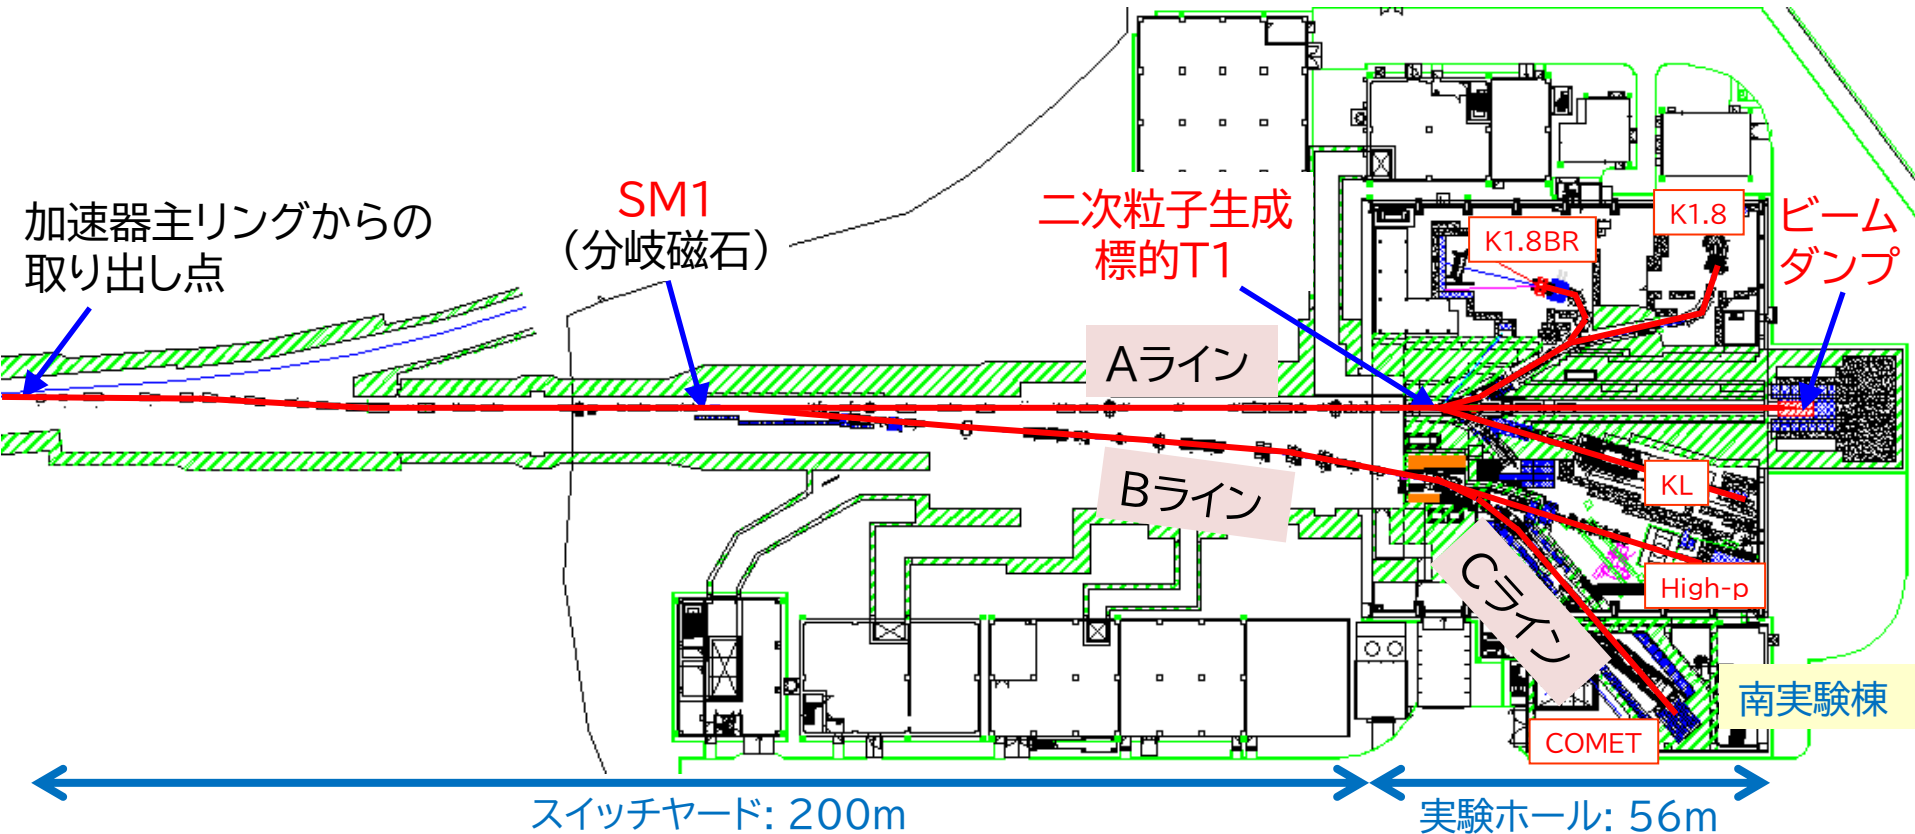 加速器主リングからの
取り出し点
SM1
(分岐磁石)
二次粒子生成
標的T1
K1.8BR
K1.8
ビーム
ダンプ
Aライン
Bライン
Cライン
KL
High-p
COMET
南実験棟
スイッチヤード: 200m
実験ホール: 56m